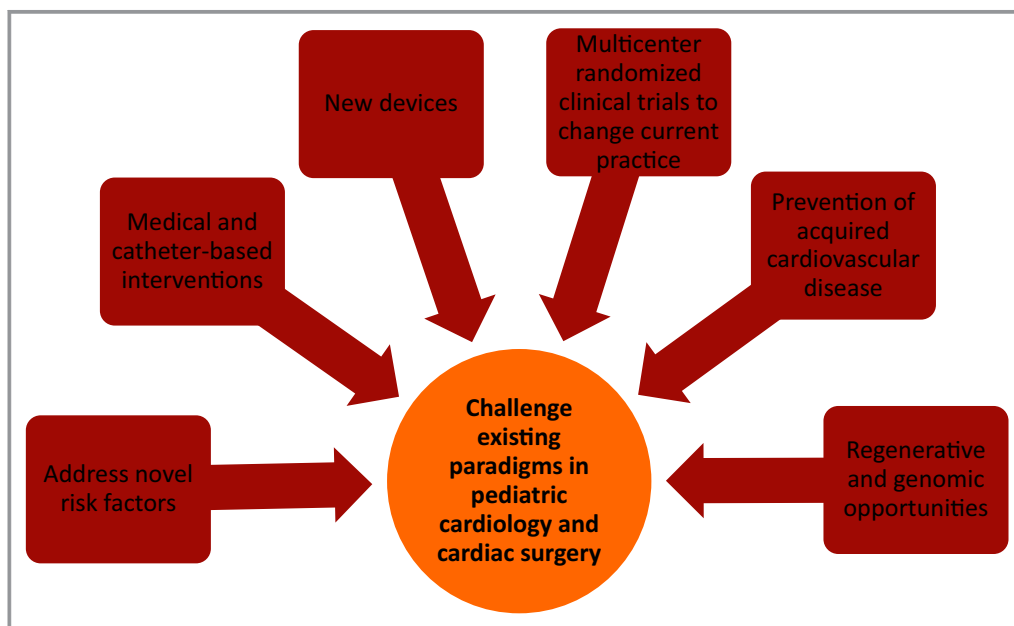 New devices
Multicenter
randomized
clinical trials to
change current
practice
Medical and
catheter-based
interventions
Prevention of
acquired
cardiovascular
disease
Address novel
risk factors
Challenge
existing
paradigms in
pediatric
cardiology and
cardiac surgery
Regenerative
and genomic
opportunities